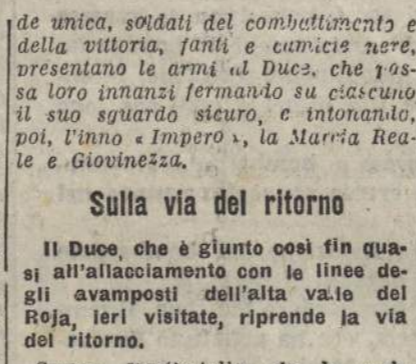 de unica, soldati del combattimento e
della vittoria, fanti e camicie nere,
presentano le armi al Duce, che pas-
sa loro innanzi fermando su ciascuno
il suo sguardo sicuro, e intonando,
poi, l'inno « Impero », la Marcia Rea-
le e Giovinezza.
Sulla via del ritorno
Il Duce, che è giunto così fin qua-
si all'allacciamento con le linee de-
gli avamposti dell'alta valle del
Roja, ieri visitate, riprende la via
del ritorno.